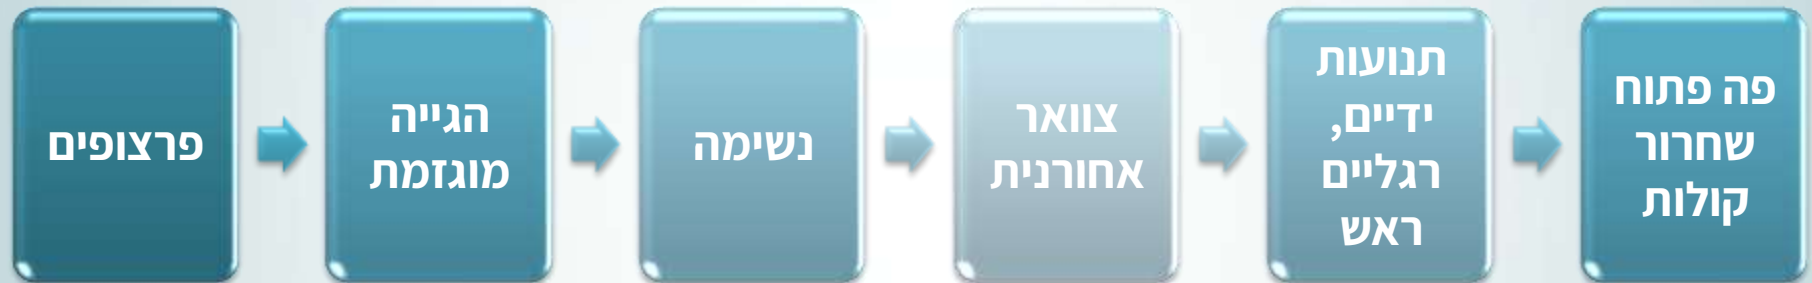 פרצופים
הגייה
מוגזמת
נשימה
צוואר
אחורנית
תנועות
ידיים,
רגליים
ראש
פה פתוח
שחרור
קולות